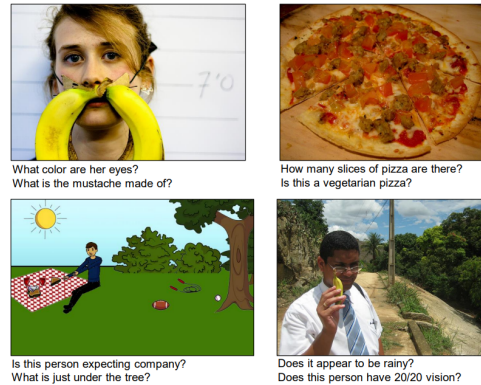 7'0
What color are her eyes?
What is the mustache made of?
How many slices of pizza are there?
Is this a vegetarian pizza?
Is this person expecting company?
What is just under the tree?
Does it appear to be rainy?
Does this person have 20/20 vision?